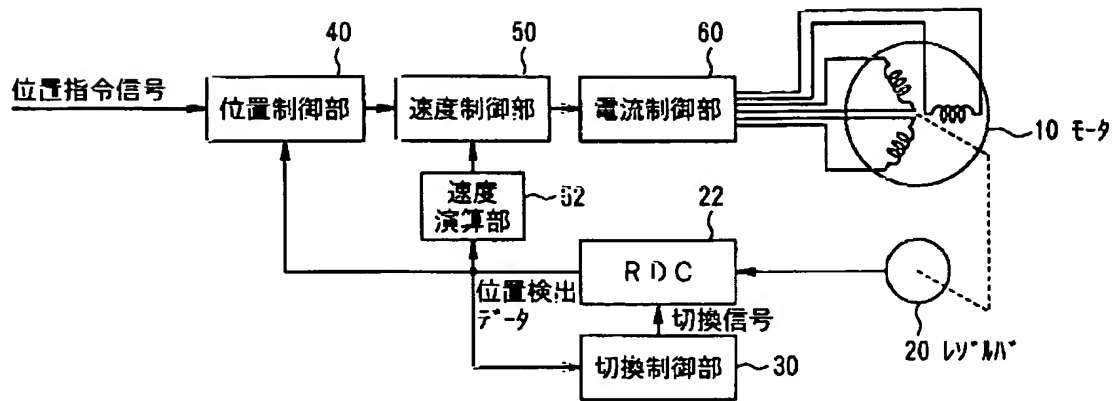 40
50
60
位置指令信号
位置制御部
速度制御部
電流制御部
10 モータ
速度
演算部
52
22
RDC
位置検出
データ
切換信号
20 レゾルバ
切換制御部
30